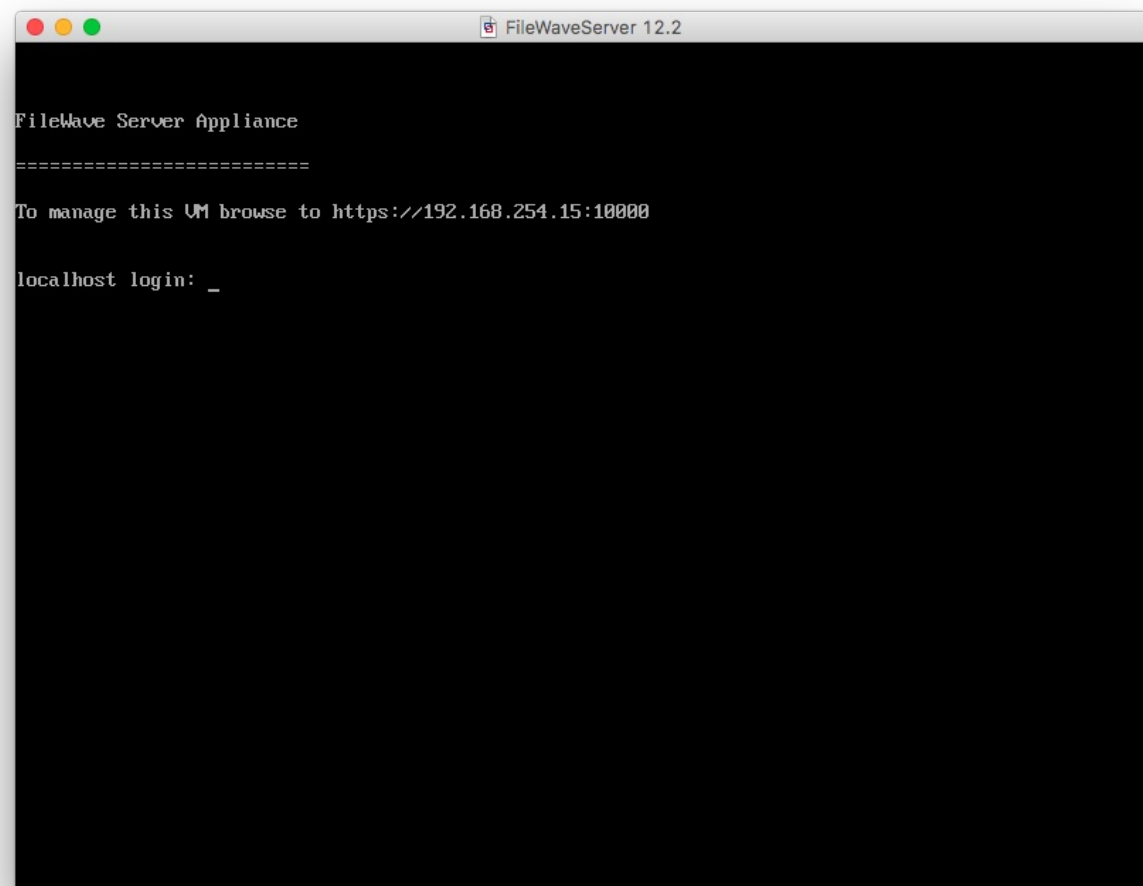 FileWaveServer 12.2
FileWave Server Appliance
==========================
To manage this VM browse to https://192.168.254.15:10000
localhost login: _